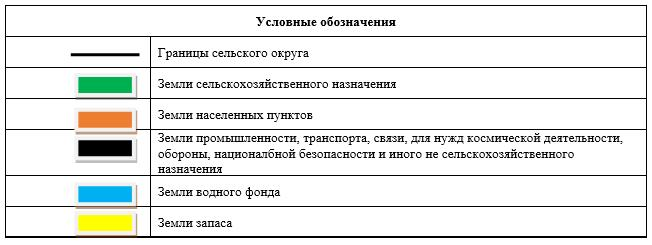 Условные обозначения
Границы сельского округа
Земли сельскохозяйственного назначения
Земли населенных пунктов
Земли промышленности, транспорта, связи, для нужд космической деятельности,
обороны, националбной безопасности и иного не сельскохозяйственного
назначения
Земли водного фонда
Земли запаса